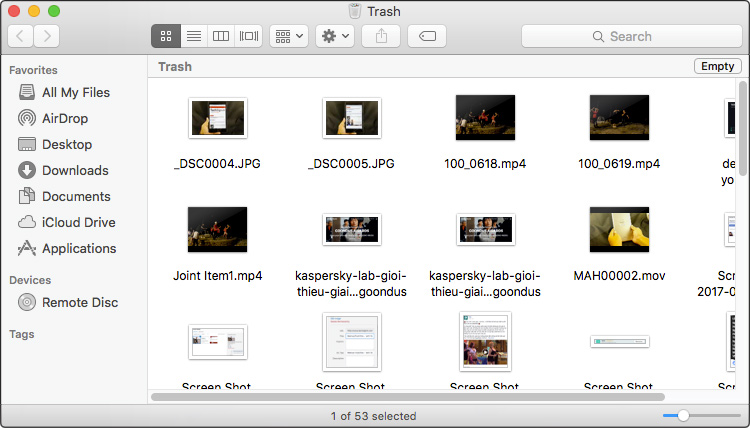 Trash
Search
Favorites
All My Files
AirDrop
Desktop
Downloads
Documents
iCloud Drive
Applications
Devices
Remote Disc
Tags
Trash
Empty
_DSC0004.JPG
_DSC0005.JPG
100_0618.mp4
100_0619.mp4
de
yo
Joint Item1.mp4
kaspersky-lab-gioi-
thieu-giai...goondus
kaspersky-lab-gioi-
thieu-giai...goondus
MAH00002.mov
Scr
2017-0
Screen Shot
Screen Shot
Screen Shot
Screen Shot
1 of 53 selected